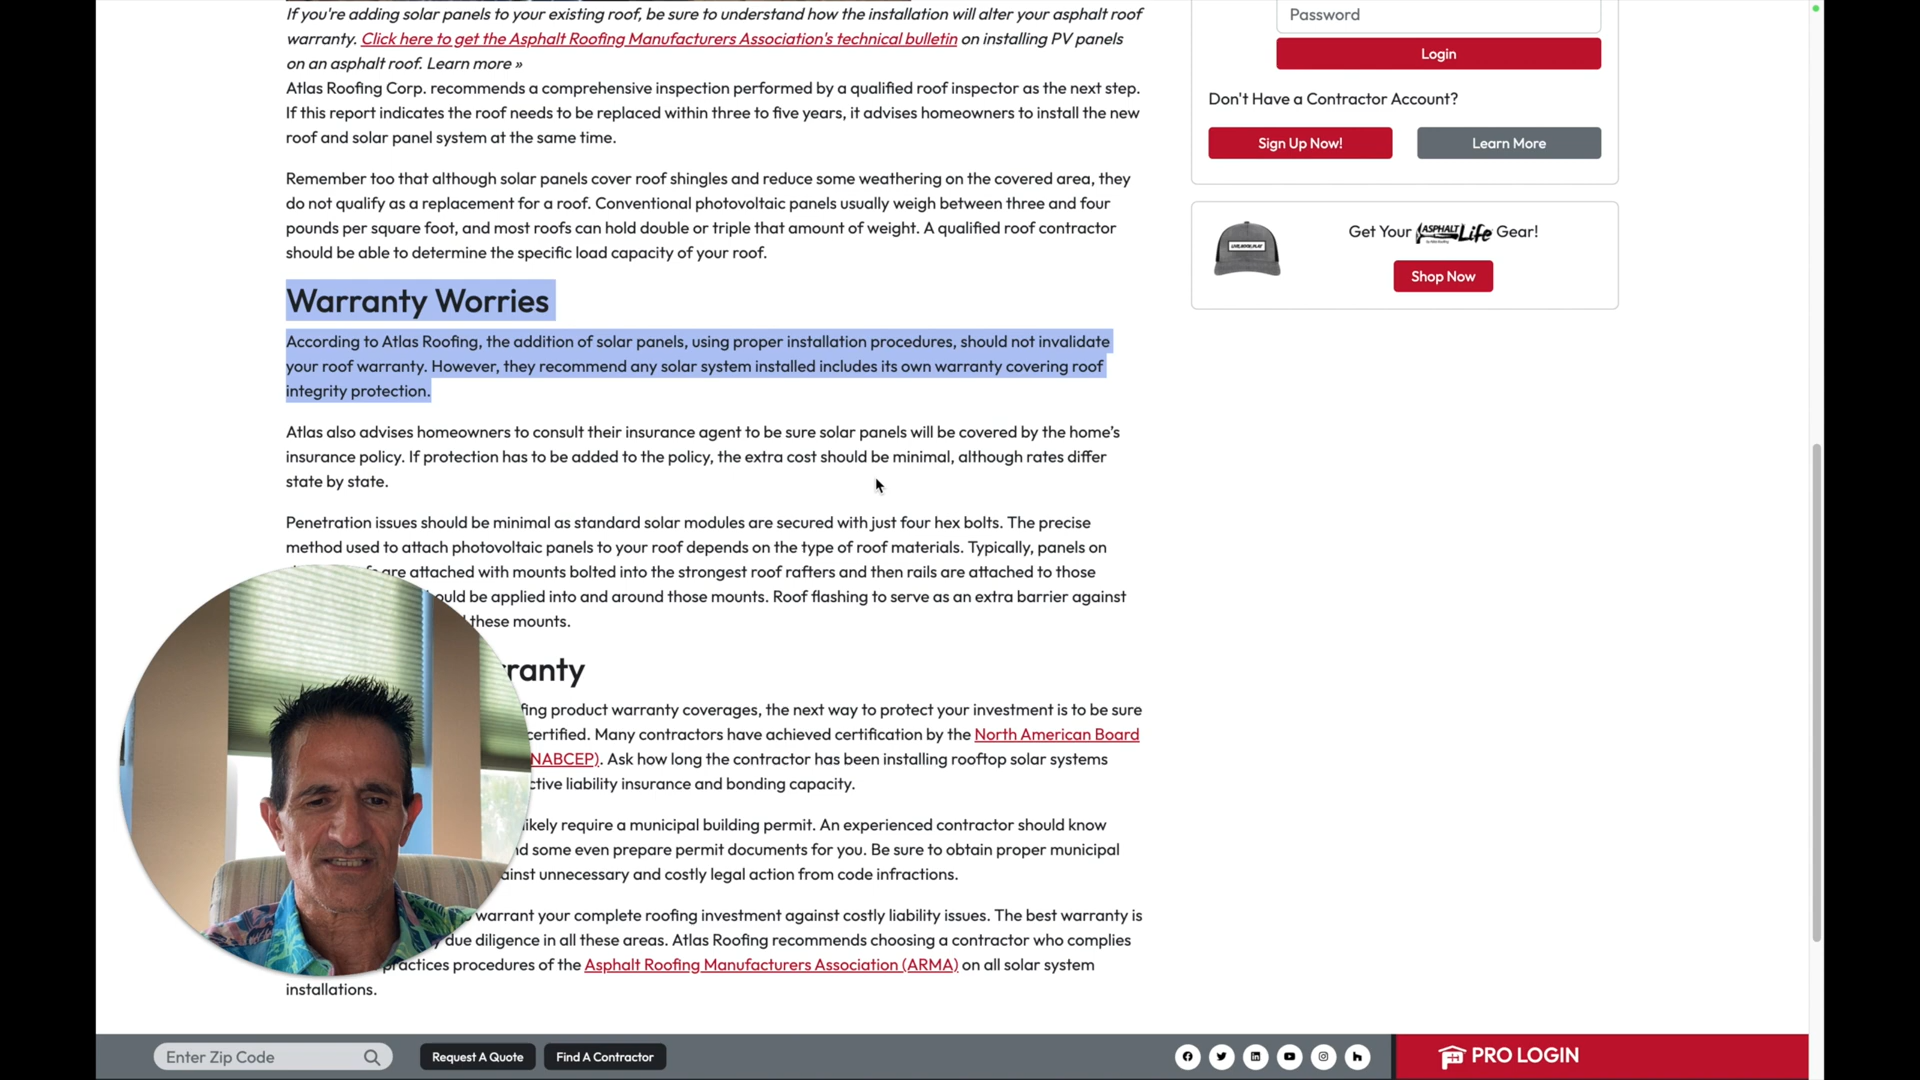 If you're adding solar panels to your existing roof, be sure to understand how the installation will alter your asphalt roof
warranty. Click here to get the Asphalt Roofing Manufacturers Association's technical bulletin on installing PV panels
on an asphalt roof. Learn more »
Atlas Roofing Corp. recommends a comprehensive inspection performed by a qualified roof inspector as the next step.
If this report indicates the roof needs to be replaced within three to five years, it advises homeowners to install the new
roof and solar panel system at the same time.
Remember too that although solar panels cover roof shingles and reduce some weathering on the covered area, they
do not qualify as a replacement for a roof. Conventional photovoltaic panels usually weigh between three and four
pounds per square foot, and most roofs can hold double or triple that amount of weight. A qualified roof contractor
should be able to determine the specific load capacity of your roof.
Warranty Worries
According to Atlas Roofing, the addition of solar panels, using proper installation procedures, should not invalidate
your roof warranty. However, they recommend any solar system installed includes its own warranty covering roof
integrity protection.
Atlas also advises homeowners to consult their insurance agent to be sure solar panels will be covered by the home's
insurance policy. If protection has to be added to the policy, the extra cost should be minimal, although rates differ
state by state.
Penetration issues should be minimal as standard solar modules are secured with just four hex bolts. The precise
method used to attach photovoltaic panels to your roof depends on the type of roof materials. Typically, panels on
are attached with mounts bolted into the strongest roof rafters and then rails are attached to those
be applied into and around those mounts. Roof flashing to serve as an extra barrier against
these mounts.
product warranty coverages, the next way to protect your investment is to be sure
certified. Many contractors have achieved certification by the North American Board
NABCEP). Ask how long the contractor has been installing rooftop solar systems
liability insurance and bonding capacity.
likely require a municipal building permit. An experienced contractor should know
some even prepare permit documents for you. Be sure to obtain proper municipal
unnecessary and costly legal action from code infractions.
warrant your complete roofing investment against costly liability issues. The best warranty is
due diligence in all these areas. Atlas Roofing recommends choosing a contractor who complies
practices procedures of the Asphalt Roofing Manufacturers Association (ARMA) on all solar system
installations.
Password
Login
Don't Have a Contractor Account?
Sign Up Now!
Learn More
Get Your ASPHALT Life Gear!
Shop Now
Enter Zip Code
Request A Quote
Find A Contractor
PRO LOGIN